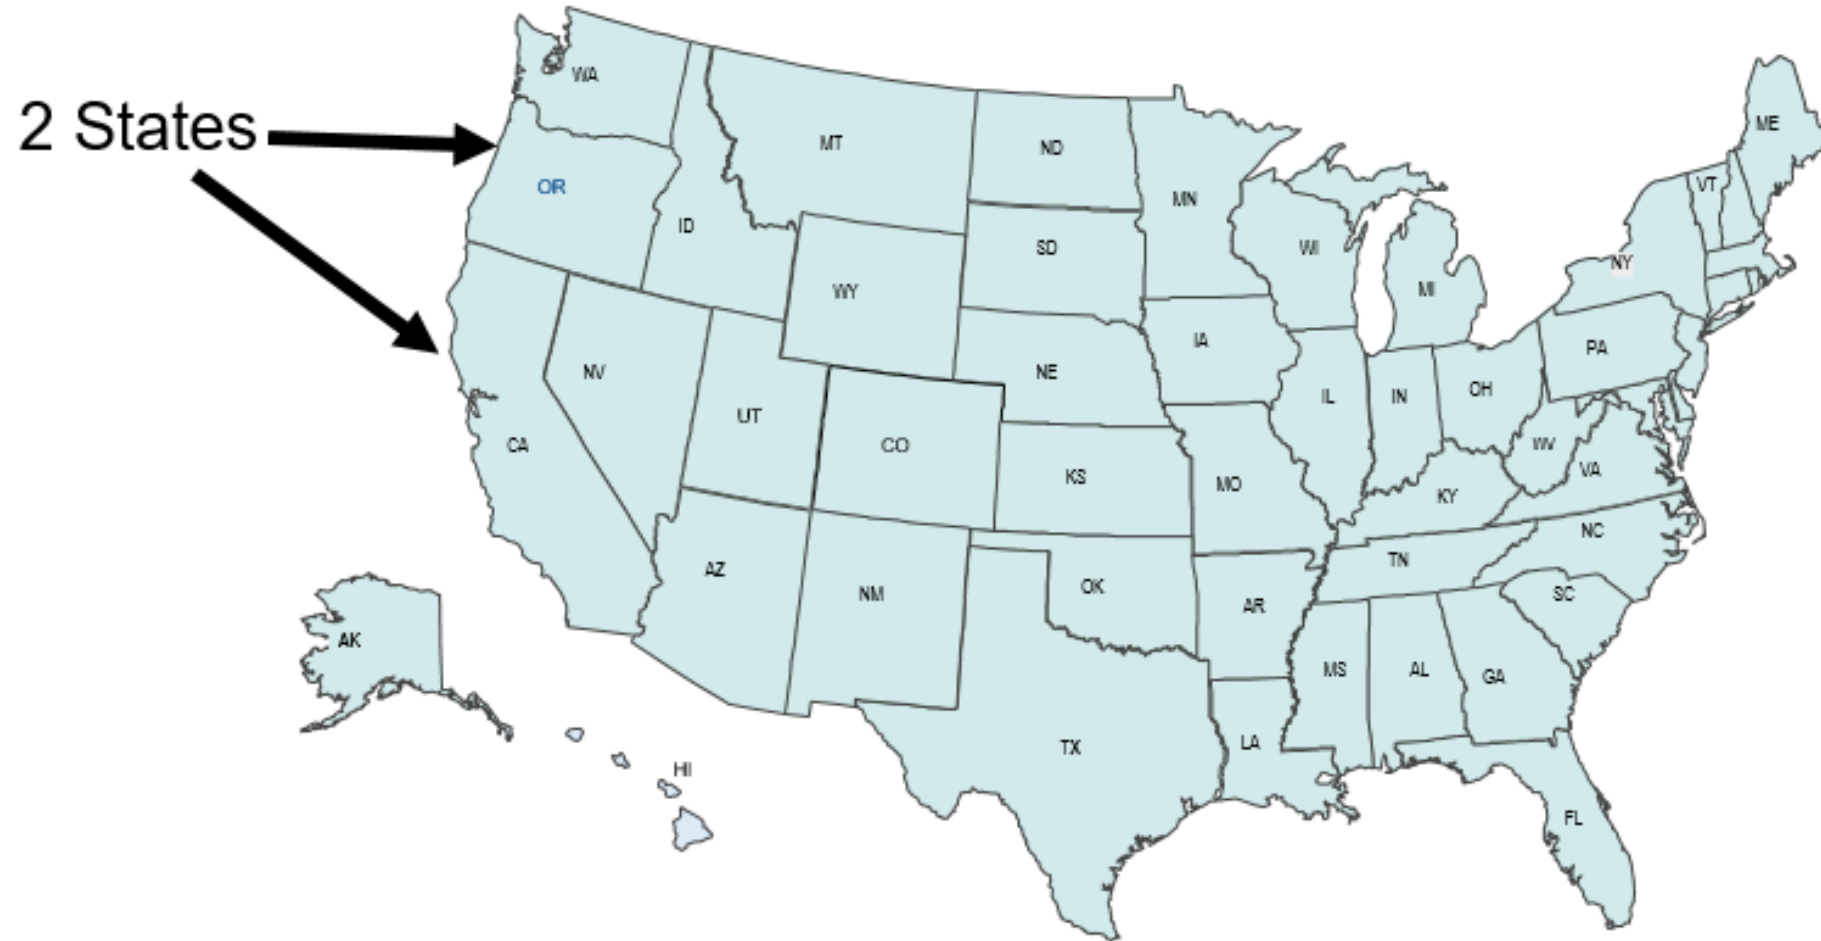 2 States
WA
OR
MT
ND
MN
ME
VT
ID
SD
WI
NY
WY
MI
IA
PA
NV
NE
UT
IL
IN
OH
CA
CO
WV
KS
MO
VA
KY
NC
TN
AZ
NM
OK
AR
SC
AK
MS
AL
GA
TX
LA
HI
FL